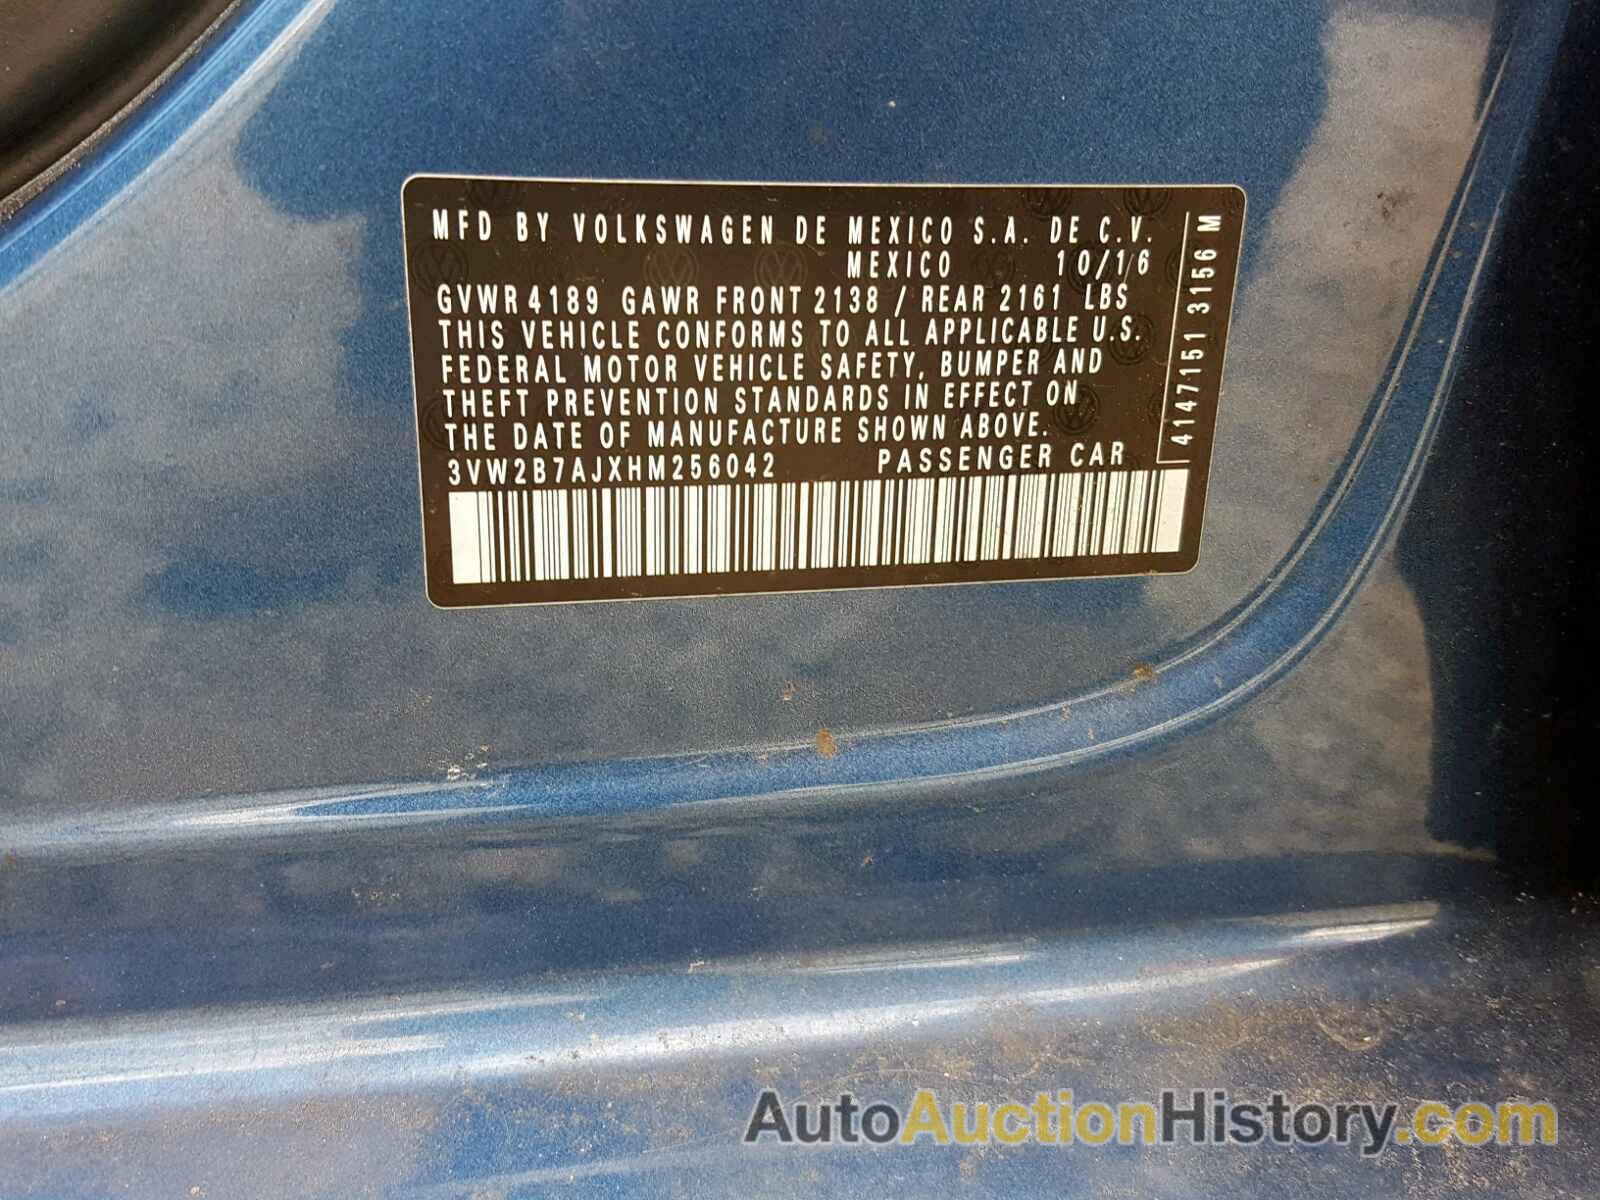 MFD BY VOLKSWAGEN DE MEXICO S.A. DE C.V.
MEXICO 10/16
GVWR 4189 GAWR FRONT 2138 / REAR 2161 LBS
THIS VEHICLE CONFORMS TO ALL APPLICABLE U.S.
FEDERAL MOTOR VEHICLE SAFETY, BUMPER AND
THEFT PREVENTION STANDARDS IN EFFECT ON
THE DATE OF MANUFACTURE SHOWN ABOVE.
3VW2B7AJXHM256042 PASSENGER CAR
4147151 3156 M
AutoAuctionHistory.com